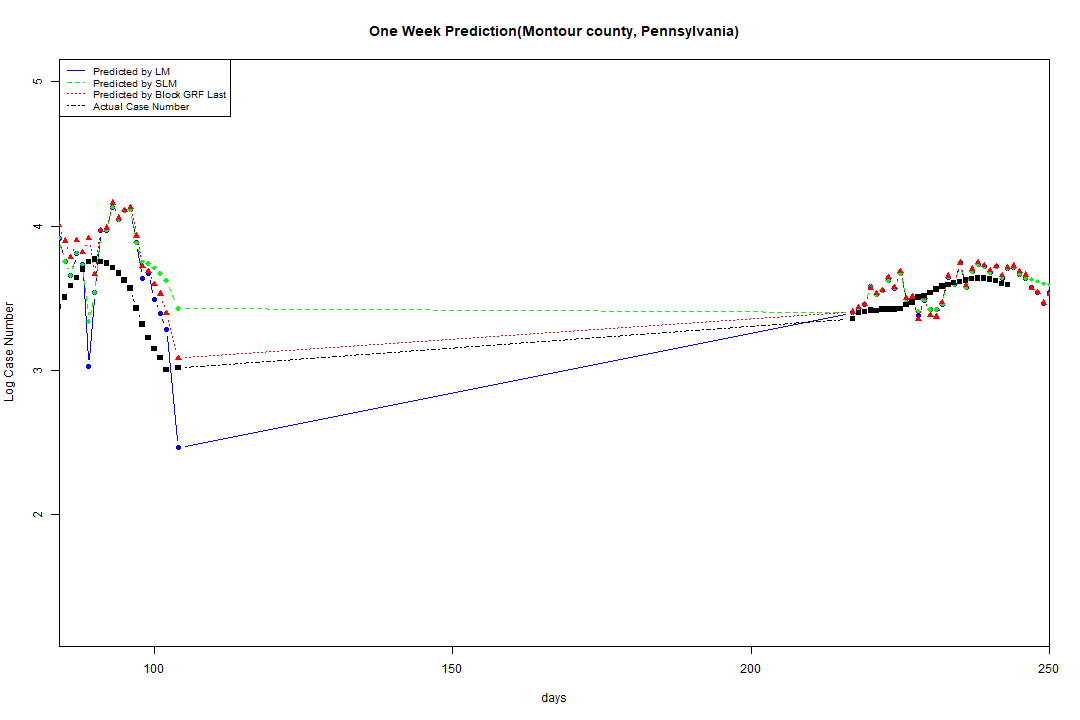 One Week Prediction(Montour county, Pennsylvania)
Predicted by LM
Predicted by SLM
Predicted by Block GRF Last
Actual Case Number
5
4
3
2
Log Case Number
100
150
200
250
days